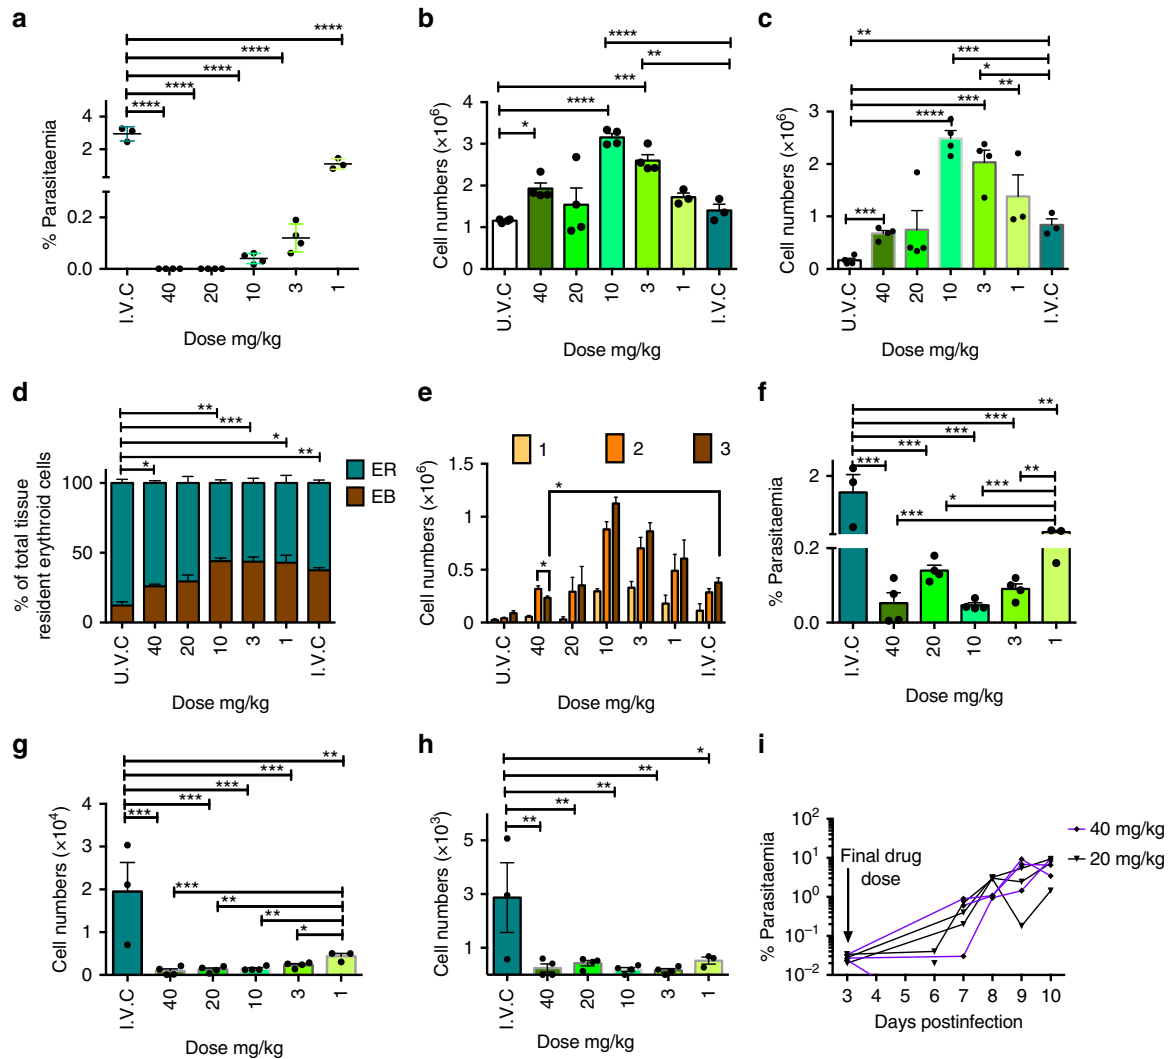 a
****
****
****
****
****
% Parasitaemia
4
2
0.2
0.0
I.V.C
40
20
10
3
1
Dose mg/kg
b
****
**
***
****
*
Cell numbers (×10⁶)
4
3
2
1
0
U.V.C
40
20
10
3
1
I.V.C
Dose mg/kg
c
**
***
*
**
***
****
***
Cell numbers (×10⁶)
3
2
1
0
U.V.C
40
20
10
3
1
I.V.C
Dose mg/kg
d
**
***
*
**
*
% of total tissue
resident erythroid cells
100
50
0
ER
EB
U.V.C
40
20
10
3
1
I.V.C
Dose mg/kg
e
1
2
3
*
*
Cell numbers (×10⁶)
1.5
1
0.5
0
U.V.C
40
20
10
3
1
I.V.C
Dose mg/kg
f
**
***
***
***
***
**
***
*
***
% Parasitaemia
2
0.2
0.0
I.V.C
40
20
10
3
1
Dose mg/kg
g
**
***
***
***
***
***
**
**
*
Cell numbers (×10⁴)
4
3
2
1
0
I.V.C
40
20
10
3
1
Dose mg/kg
h
*
**
**
**
**
Cell numbers (×10³)
5
3
1
I.V.C
40
20
10
3
1
Dose mg/kg
i
% Parasitaemia
10²
10¹
10⁰
10⁻¹
10⁻²
Final drug
dose
40 mg/kg
20 mg/kg
3 4 5 6 7 8 9 10
Days postinfection